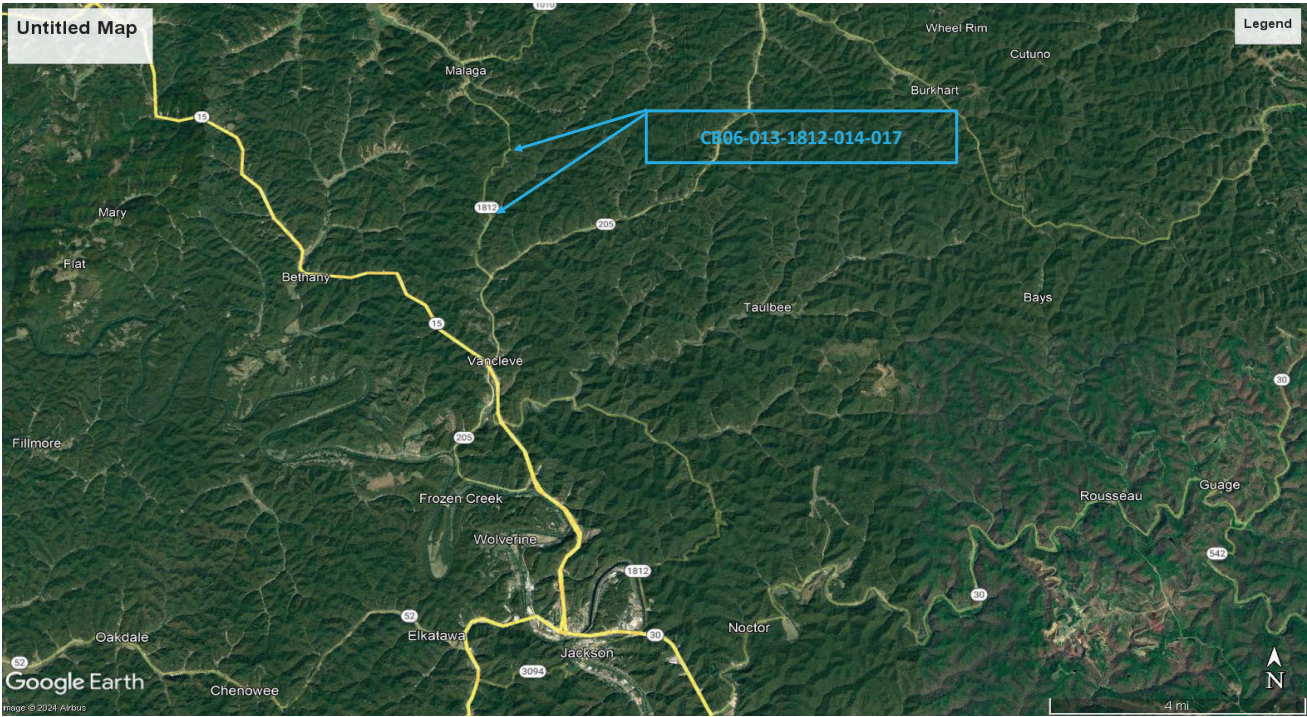 Untitled Map
Legend
1010
Wheel Rim
Cutuno
Malaga
Burkhart
15
CB06-013-1812-014-017
Mary
1812
205
Flat
Bethany
Bays
Taulbee
15
Vancleve
30
205
Fillmore
Frozen Creek
Guage
Rousseau
Wolverine
542
1812
30
52
Noctor
Oakdale
Elkatawa
30
Jackson
52
3094
Google Earth
Chenowee
N
4 mi
Image © 2024 Airbus